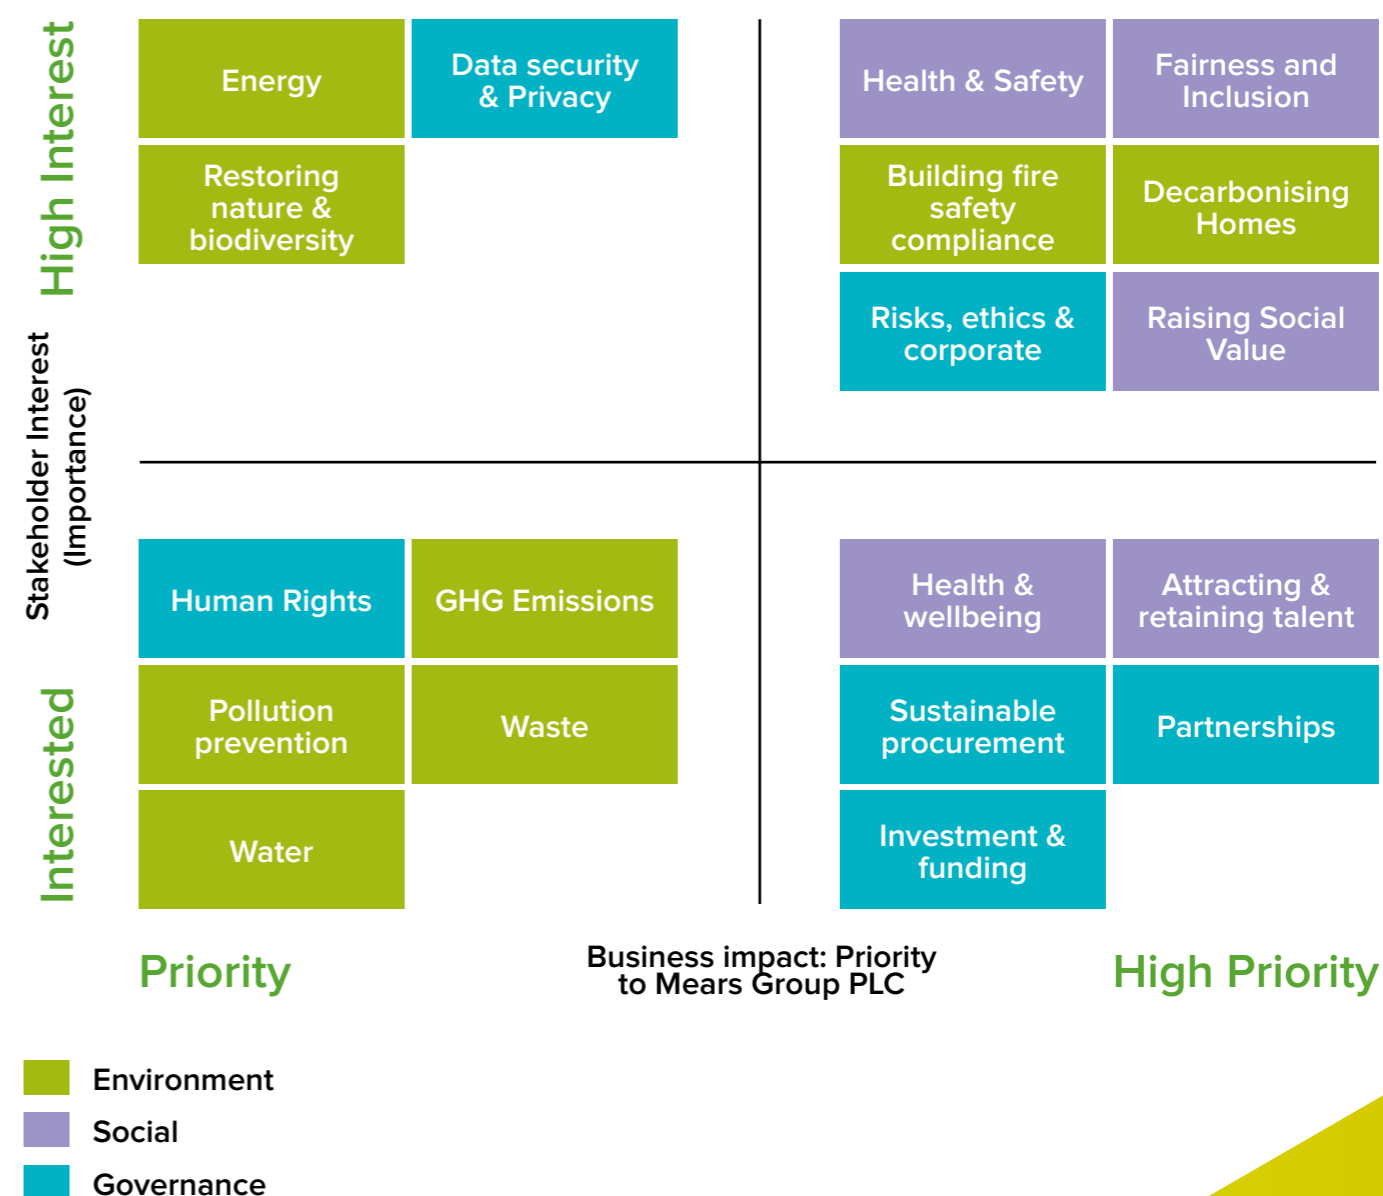 High Interest
Stakeholder Interest
(Importance)
Interested
Energy
Data security
& Privacy
Restoring
nature &
biodiversity
Health & Safety
Fairness and
Inclusion
Building fire
safety
compliance
Decarbonising
Homes
Risks, ethics &
corporate
Raising Social
Value
Human Rights
GHG Emissions
Pollution
prevention
Waste
Water
Health &
wellbeing
Attracting &
retaining talent
Sustainable
procurement
Partnerships
Investment &
funding
Priority
Business impact: Priority
to Mears Group PLC
High Priority
Environment
Social
Governance